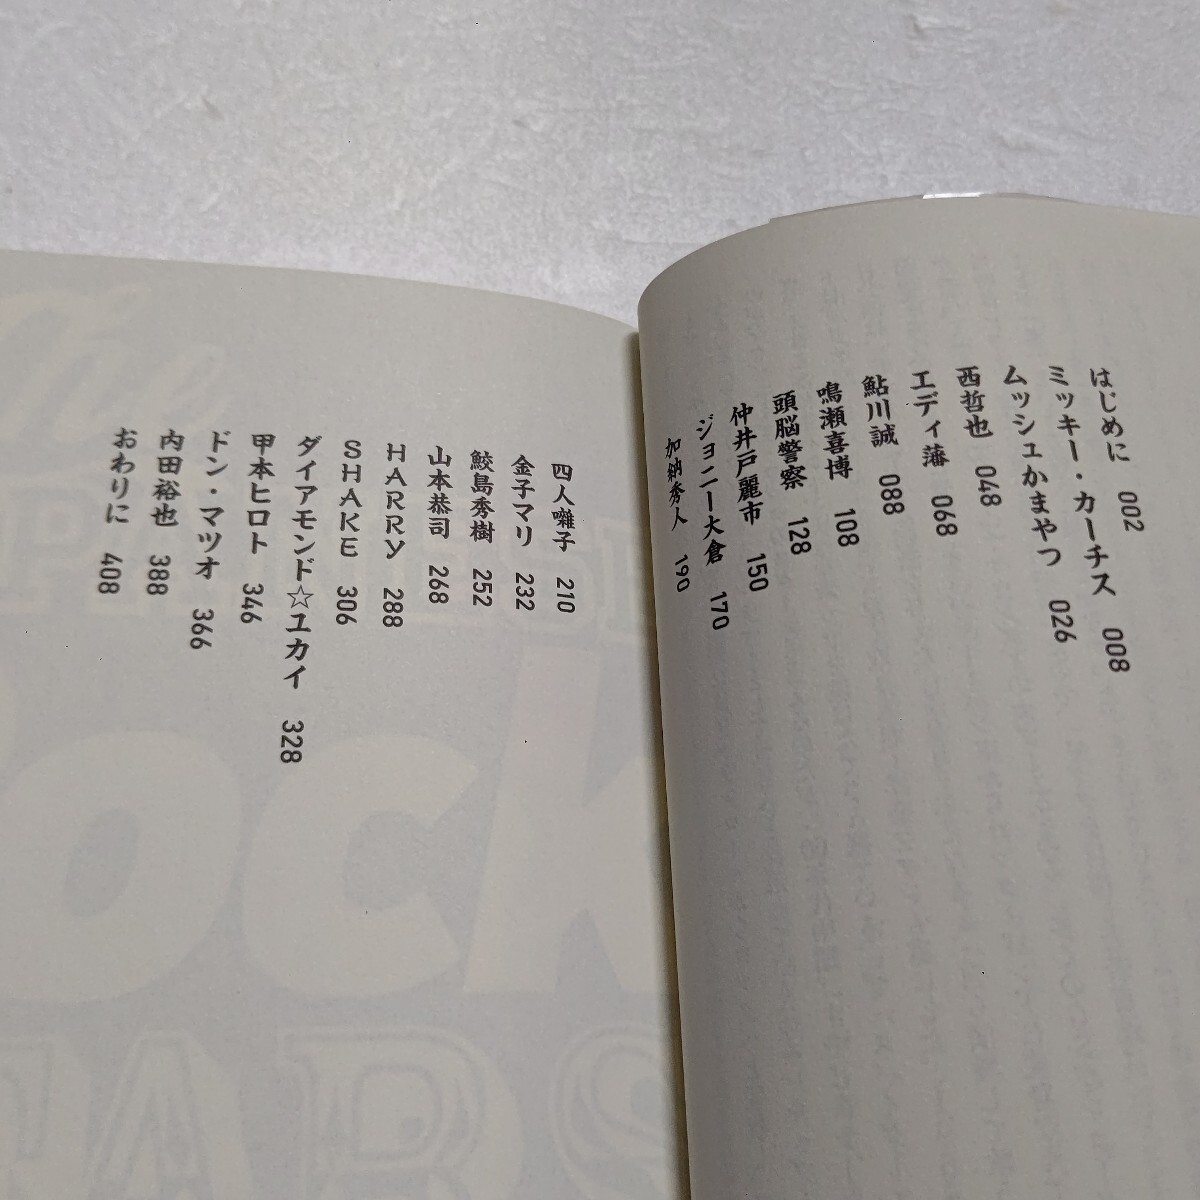 はじめに 002
ミッキー・カーチス 008
ムッシュかまやつ 026
西哲也 048
エディ藩 068
鮎川誠 088
鳴瀬喜博 108
頭脳警察 128
仲井戸麗市 150
ジョニー大倉 170
加納秀人 190
四人囃子 210
金子マリ 232
鮫島秀樹 252
山本恭司 268
HARRY 288
SHAKE 306
ダイアモンド☆ユカイ 328
甲本ヒロト 346
ドン・マツオ 366
内田裕也 388
おわりに 408